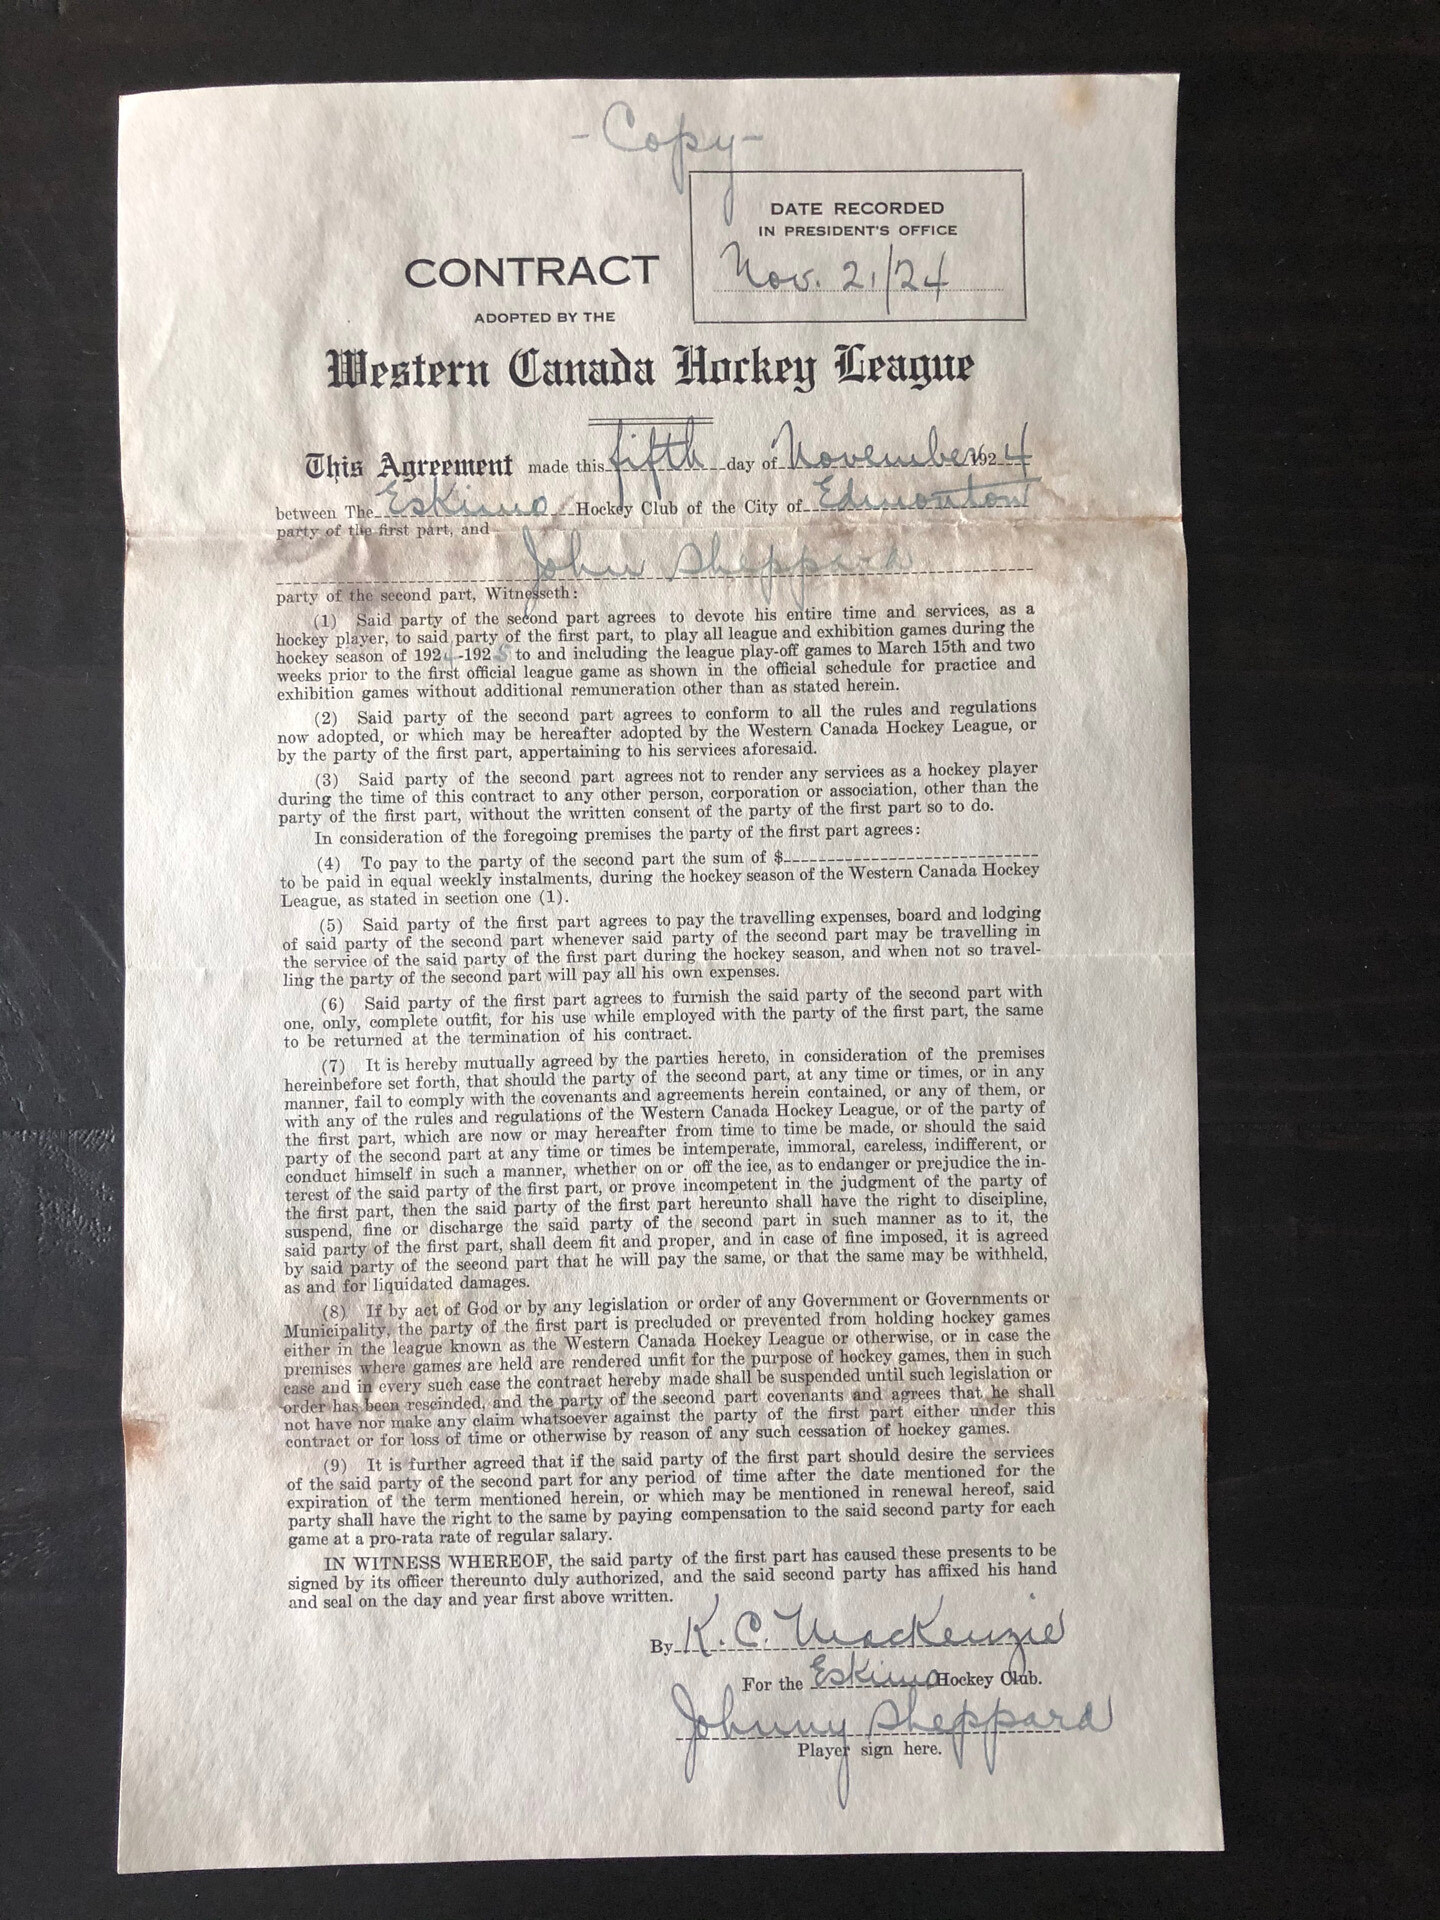 - Copy -
DATE RECORDED
IN PRESIDENT'S OFFICE
Nov. 21/24
CONTRACT
ADOPTED BY THE
Western Canada Hockey League
This Agreement made this fifth day of November 1924
between The Eskimo Hockey Club of the City of Edmonton
party of the first part, and
John Sheppard
party of the second part, Witnesseth:
(1) Said party of the second part agrees to devote his entire time and services, as a
hockey player, to said party of the first part, to play all league and exhibition games during the
hockey season of 1924-1925 to and including the league play-off games to March 15th and two
weeks prior to the first official league game as shown in the official schedule for practice and
exhibition games without additional remuneration other than as stated herein.
(2) Said party of the second part agrees to conform to all the rules and regulations
now adopted, or which may be hereafter adopted by the Western Canada Hockey League, or
by the party of the first part, appertaining to his services aforesaid.
(3) Said party of the second part agrees not to render any services as a hockey player
during the time of this contract to any other person, corporation or association, other than the
party of the first part, without the written consent of the party of the first part so to do.
In consideration of the foregoing premises the party of the first part agrees:
(4) To pay to the party of the second part the sum of $
to be paid in equal weekly instalments, during the hockey season of the Western Canada Hockey
League, as stated in section one (1).
(5) Said party of the first part agrees to pay the travelling expenses, board and lodging
of said party of the second part whenever said party of the second part may be travelling in
the service of the said party of the first part during the hockey season, and when not so travel-
ling the party of the second part will pay all his own expenses.
(6) Said party of the first part agrees to furnish the said party of the second part with
one, only, complete outfit, for his use while employed with the party of the first part, the same
to be returned at the termination of his contract.
(7) It is hereby mutually agreed by the parties hereto, in consideration of the premises
hereinbefore set forth, that should the party of the second part, at any time or times, or in any
manner, fail to comply with the covenants and agreements herein contained, or any of them, or
with any of the rules and regulations of the Western Canada Hockey League, or of the party of
the first part, which are now or may hereafter from time to time be made, or should the said
party of the second part at any time or times be intemperate, immoral, careless, indifferent, or
conduct himself in such a manner, whether on or off the ice, as to endanger or prejudice the in-
terest of the said party of the first part, or prove incompetent in the judgment of the party of
the first part, then the said party of the first part hereunto shall have the right to discipline,
suspend, fine or discharge the said party of the second part in such manner as to it, the
said party of the first part, shall deem fit and proper, and in case of fine imposed, it is agreed
by said party of the second part that he will pay the same, or that the same may be withheld,
as and for liquidated damages.
(8) If by act of God or by any legislation or order of any Government or Governments or
Municipality, the party of the first part is precluded or prevented from holding hockey games
either in the league known as the Western Canada Hockey League or otherwise, or in case the
premises where games are held are rendered unfit for the purpose of hockey games, then in such
case and in every such case the contract hereby made shall be suspended until such legislation or
order has been rescinded, and the party of the second part covenants and agrees that he shall
not have nor make any claim whatsoever against the party of the first part either under this
contract or for loss of time or otherwise by reason of any such cessation of hockey games.
(9) It is further agreed that if the said party of the first part should desire the services
of the said party of the second part for any period of time after the date mentioned for the
expiration of the term mentioned herein, or which may be mentioned in renewal hereof, said
party shall have the right to the same by paying compensation to the said second party for each
game at a pro-rata rate of regular salary.
IN WITNESS WHEREOF, the said party of the first part has caused these presents to be
signed by its officer thereunto duly authorized, and the said second party has affixed his hand
and seal on the day and year first above written.
By K. C. MacKenzie
For the Eskimo Hockey Club.
Johnny Sheppard
Player sign here.